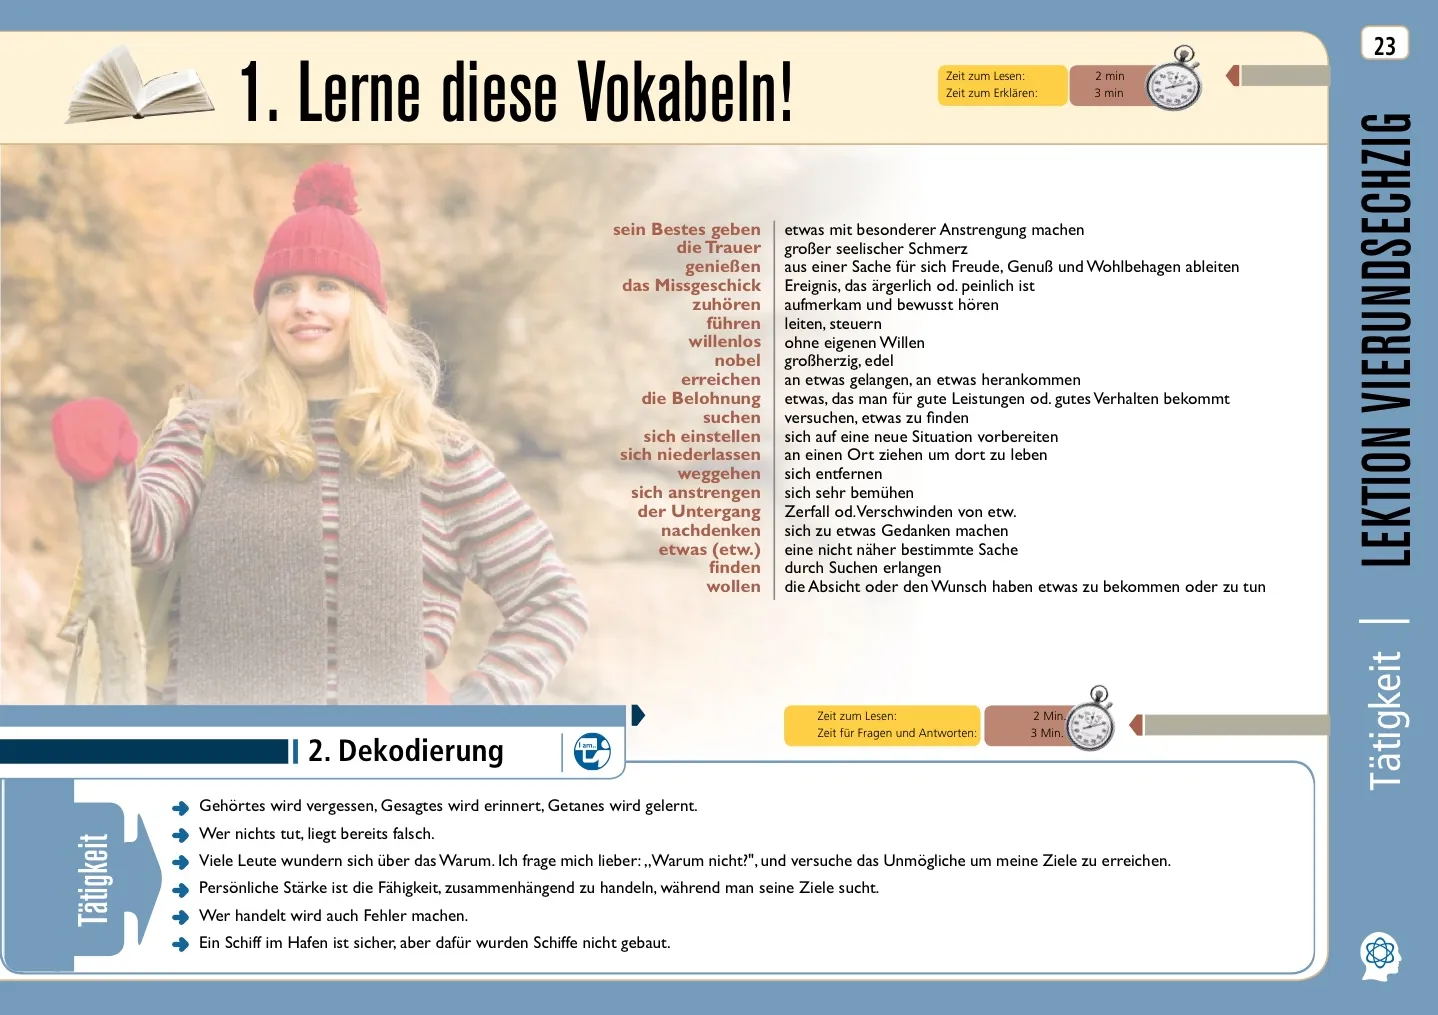 23
1. Lerne diese Vokabeln!
Zeit zum Lesen: 2 min
Zeit zum Erklären: 3 min
sein Bestes geben etwas mit besonderer Anstrengung machen
die Trauer großer seelischer Schmerz
genießen aus einer Sache für sich Freude, Genuß und Wohlbehagen ableiten
das Missgeschick Ereignis, das ärgerlich od. peinlich ist
zuhören aufmerkam und bewusst hören
führen leiten, steuern
willenlos ohne eigenen Willen
nobel großherzig, edel
erreichen an etwas gelangen, an etwas herankommen
die Belohnung etwas, das man für gute Leistungen od. gutes Verhalten bekommt
suchen versuchen, etwas zu finden
sich einstellen sich auf eine neue Situation vorbereiten
sich niederlassen an einen Ort ziehen um dort zu leben
weggehen sich entfernen
sich anstrengen sich sehr bemühen
der Untergang Zerfall od. Verschwinden von etw.
nachdenken sich zu etwas Gedanken machen
etwas (etw.) eine nicht näher bestimmte Sache
finden durch Suchen erlangen
wollen die Absicht oder den Wunsch haben etwas zu bekommen oder zu tun
LEKTION VIERUNDSECHZIG
Tätigkeit
Zeit zum Lesen: 2 Min.
Zeit für Fragen und Antworten: 3 Min.
2. Dekodierung
I am...
Tätigkeit
Gehörtes wird vergessen, Gesagtes wird erinnert, Getanes wird gelernt.
Wer nichts tut, liegt bereits falsch.
Viele Leute wundern sich über das Warum. Ich frage mich lieber: ,,Warum nicht?", und versuche das Unmögliche um meine Ziele zu erreichen.
Persönliche Stärke ist die Fähigkeit, zusammenhängend zu handeln, während man seine Ziele sucht.
Wer handelt wird auch Fehler machen.
Ein Schiff im Hafen ist sicher, aber dafür wurden Schiffe nicht gebaut.